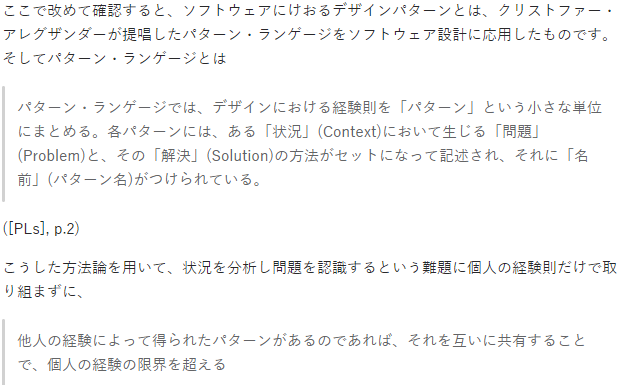 ここで改めて確認すると、ソフトウェアにけおるデザインパターンとは、クリストファー・
アレグザンダーが提唱したパターン・ランゲージをソフトウェア設計に応用したものです。
そしてパターン・ランゲージとは
パターン・ランゲージでは、デザインにおける経験則を「パターン」という小さな単位
にまとめる。各パターンには、ある「状況」(Context)において生じる「問題」
(Problem)と、その「解決」(Solution)の方法がセットになって記述され、それに「名
前」(パターン名)がつけられている。
([PLs], p.2)
こうした方法論を用いて、状況を分析し問題を認識するという難題に個人の経験則だけで取
り組まずに、
他人の経験によって得られたパターンがあるのであれば、それを互いに共有すること
で、個人の経験の限界を超える